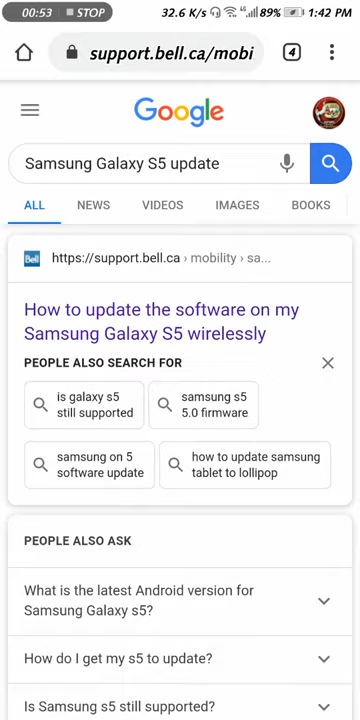 00:53 STOP 32.6 K/s 4G 89% 1:42 PM
support.bell.ca/mobi 4
Google
Samsung Galaxy S5 update
ALL NEWS VIDEOS IMAGES BOOKS
Bell https://support.bell.ca › mobility › sa...
How to update the software on my
Samsung Galaxy S5 wirelessly
PEOPLE ALSO SEARCH FOR
is galaxy s5
still supported
samsung s5
5.0 firmware
samsung on 5
software update
how to update samsung
tablet to lollipop
PEOPLE ALSO ASK
What is the latest Android version for
Samsung Galaxy s5?
How do I get my s5 to update?
Is Samsung s5 still supported?